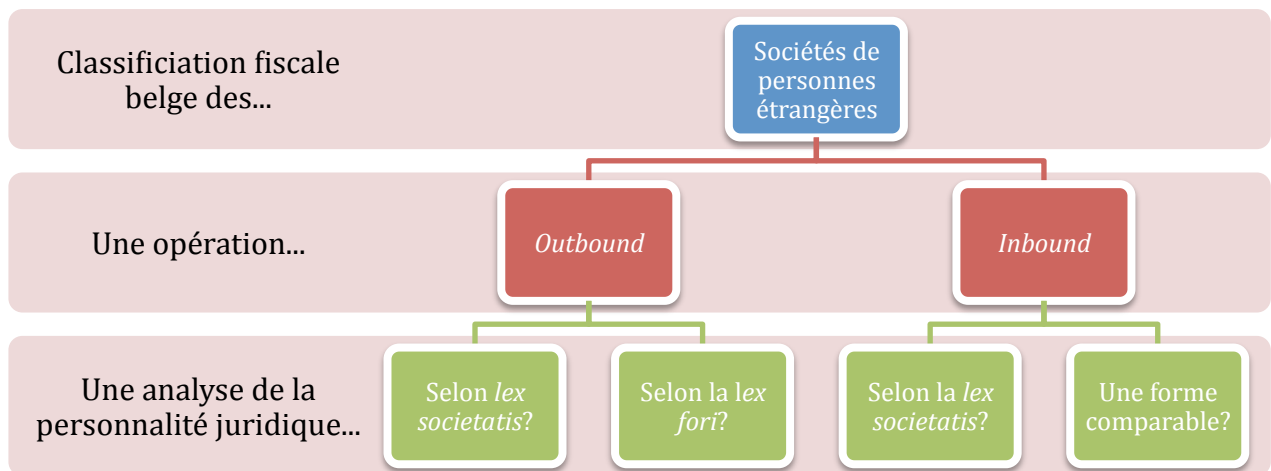 Classificiation fiscale
belge des...
Sociétés de
personnes
étrangères
Une opération...
Outbound
Inbound
Une analyse de la
personnalité juridique...
Selon lex
societatis?
Selon la lex
fori?
Selon la lex
societatis?
Une forme
comparable?